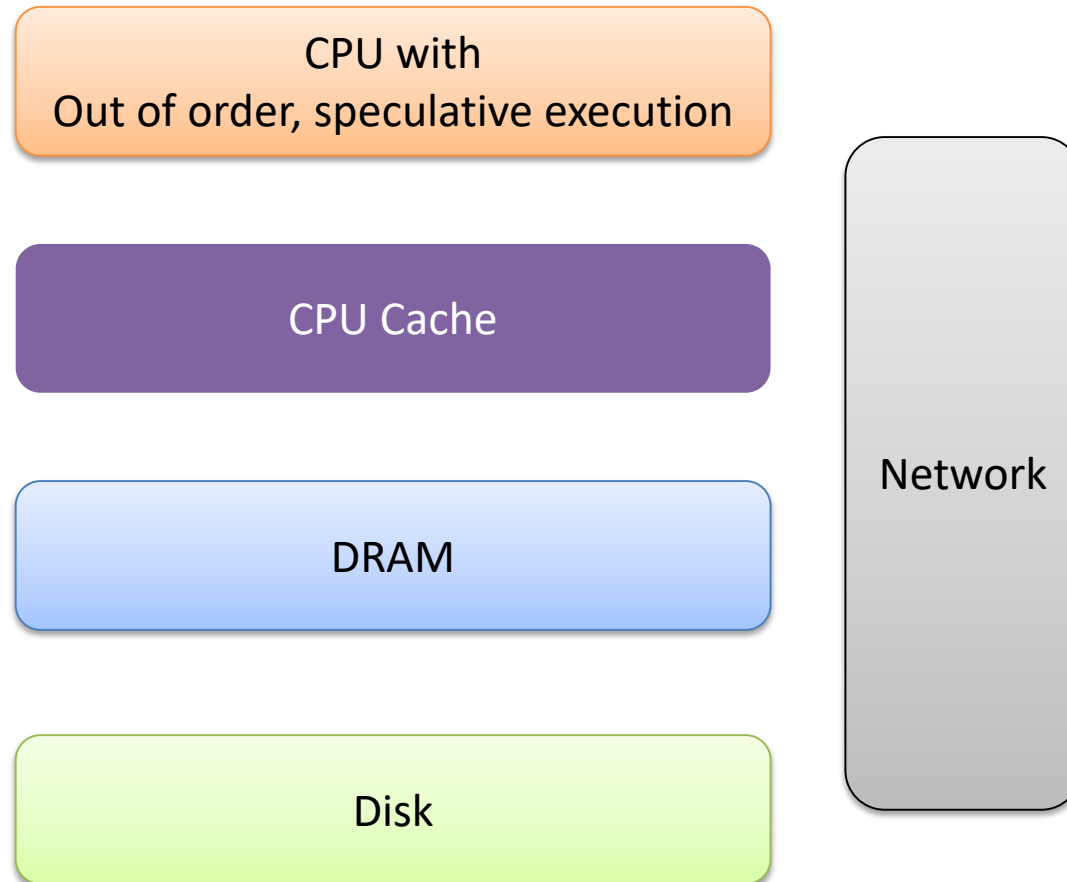 CPU with
Out of order, speculative execution
CPU Cache
DRAM
Disk
Network